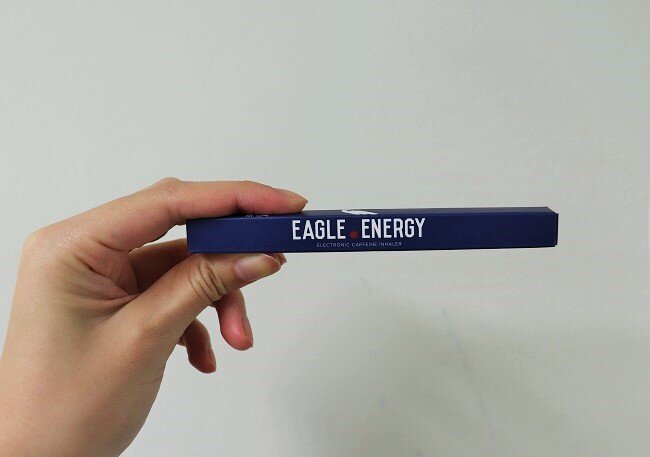 EAGLE.ENERGY
ELECTRONIC CAFFEINE INHALER